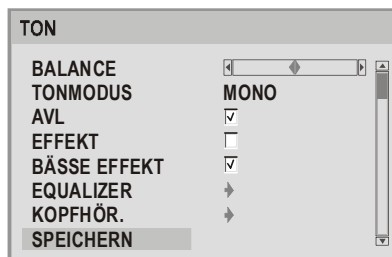 TON
BALANCE
TONMODUS MONO
AVL
EFFEKT
BÄSSE EFFEKT
EQUALIZER
KOPFHÖR.
SPEICHERN